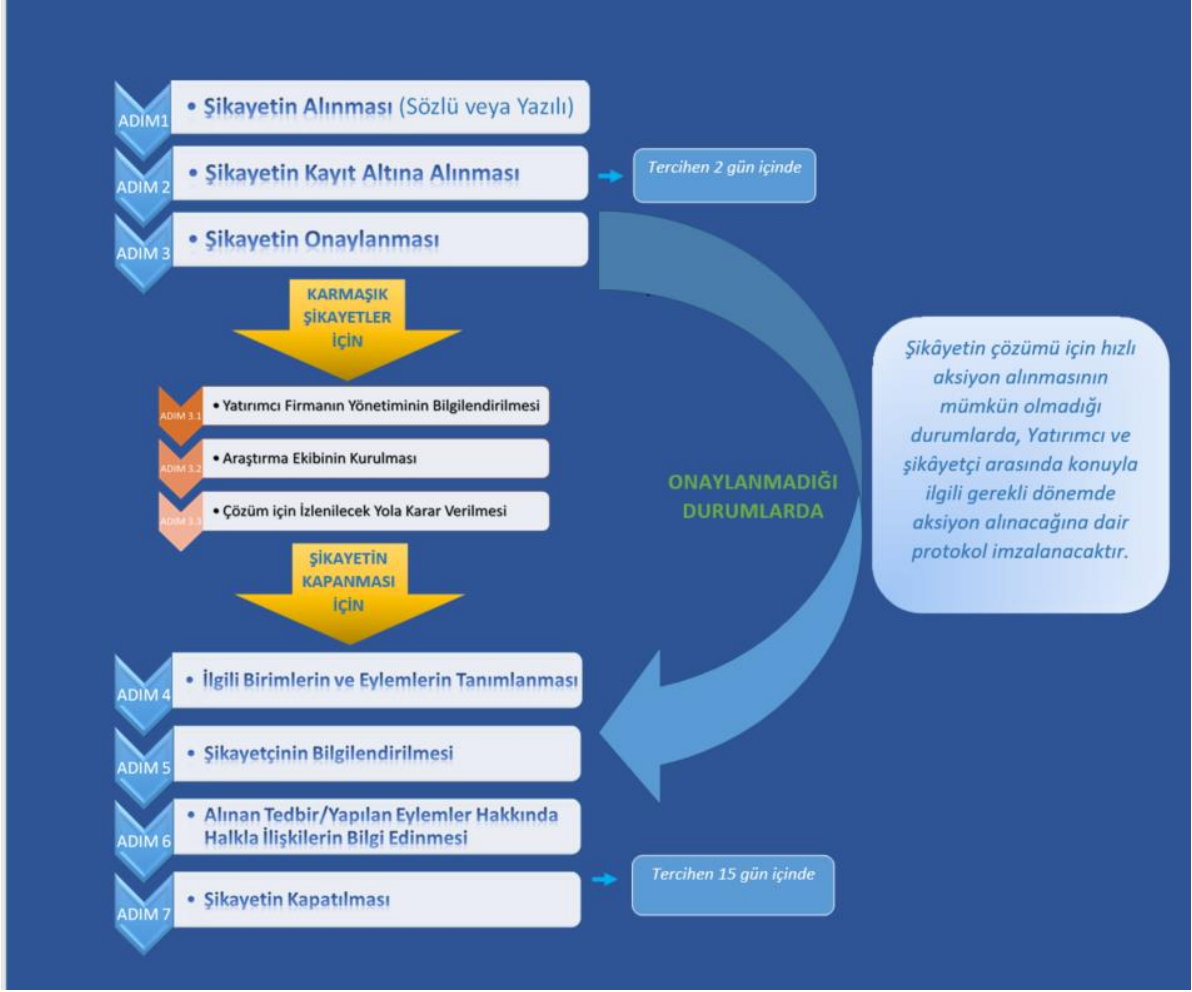 ADIM1
• Şikayetin Alınması (Sözlü veya Yazılı)
ADIM 2
• Şikayetin Kayıt Altına Alınması
Tercihen 2 gün içinde
ADIM 3
• Şikayetin Onaylanması
KARMAŞIK
ŞİKAYETLER
İÇİN
ADIM 3.1
• Yatırımcı Firmanın Yönetiminin Bilgilendirilmesi
ADIM 3.2
• Araştırma Ekibinin Kurulması
ADIM 3.3
• Çözüm için İzlenilecek Yola Karar Verilmesi
ONAYLANMADIĞI
DURUMLARDA
Şikâyetin çözümü için hızlı
aksiyon alınmasının
mümkün olmadığı
durumlarda, Yatırımcı ve
şikâyetçi arasında konuyla
ilgili gerekli dönemde
aksiyon alınacağına dair
protokol imzalanacaktır.
ŞİKAYETİN
KAPANMASI
İÇİN
ADIM 4
• İlgili Birimlerin ve Eylemlerin Tanımlanması
ADIM 5
• Şikayetçinin Bilgilendirilmesi
ADIM 6
• Alınan Tedbir/Yapılan Eylemler Hakkında
Halkla İlişkilerin Bilgi Edinmesi
ADIM 7
• Şikayetin Kapatılması
Tercihen 15 gün içinde